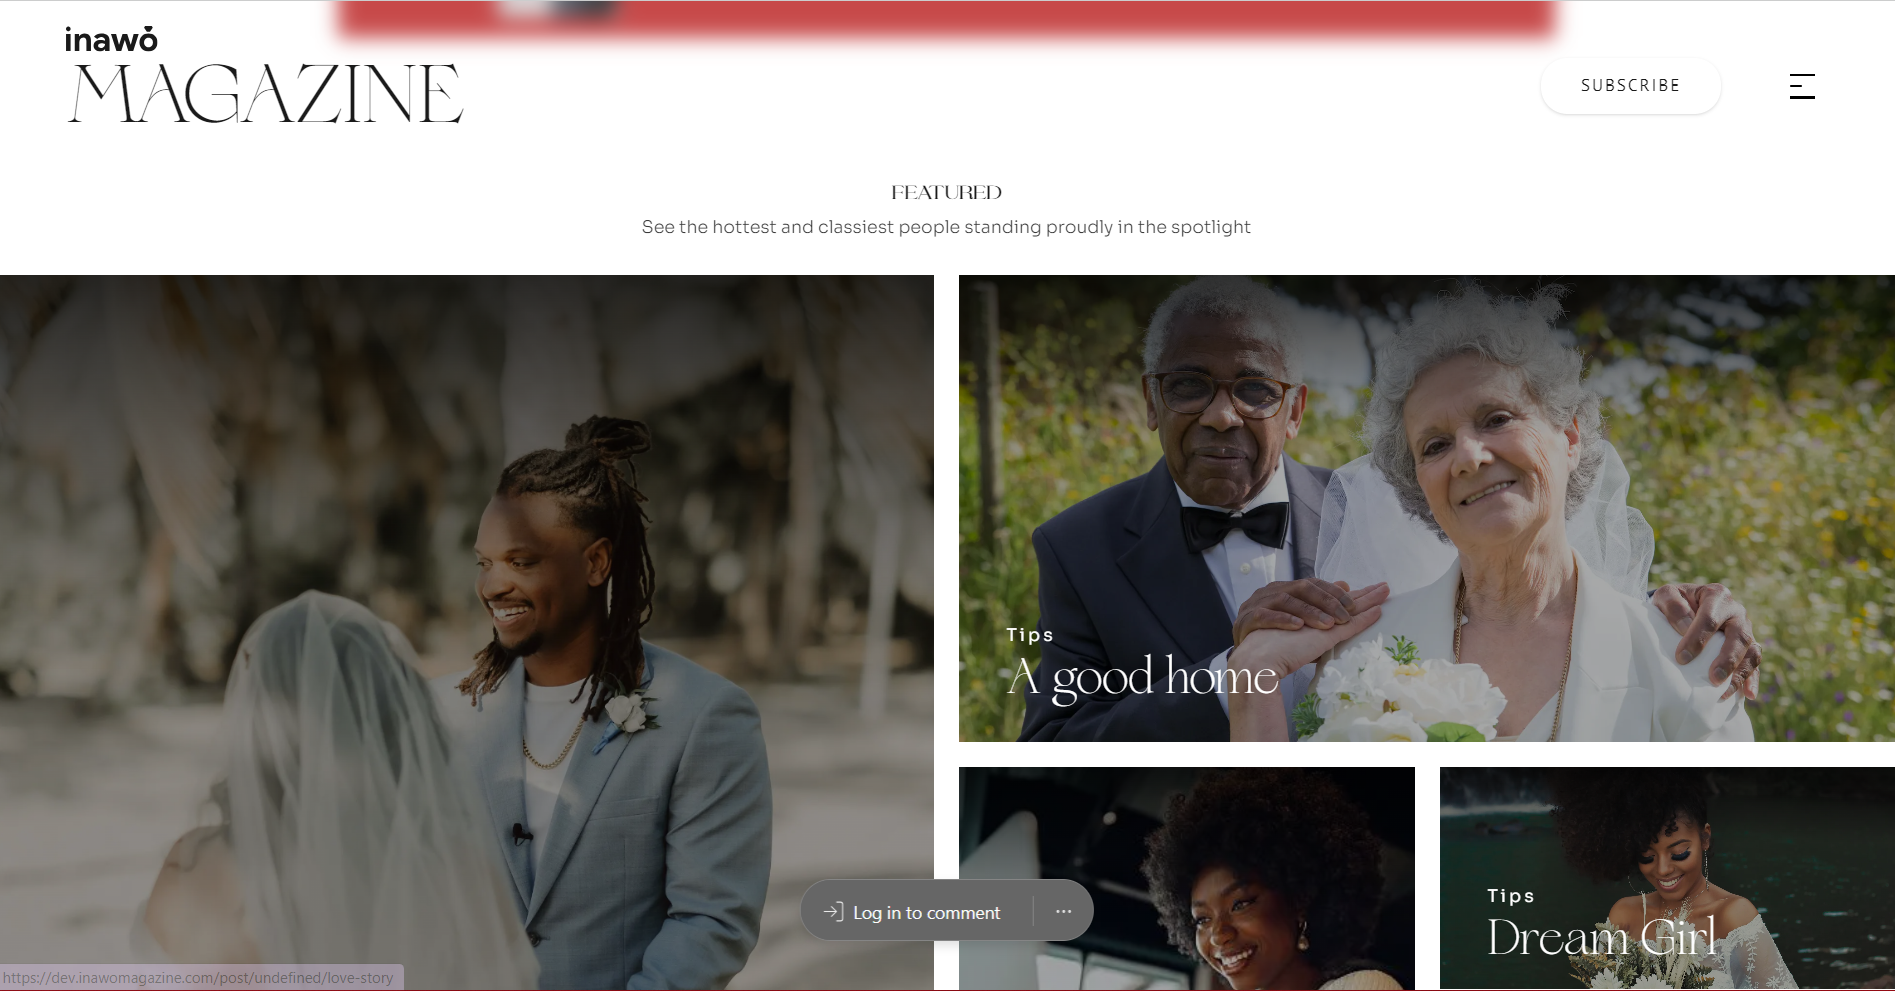 inawo
MAGAZINE
SUBSCRIBE
FEATURED
See the hottest and classiest people standing proudly in the spotlight
Tips
A good home
Tips
Dream Girl
Log in to comment
https://dev.inawomagazine.com/post/undefined/love-story